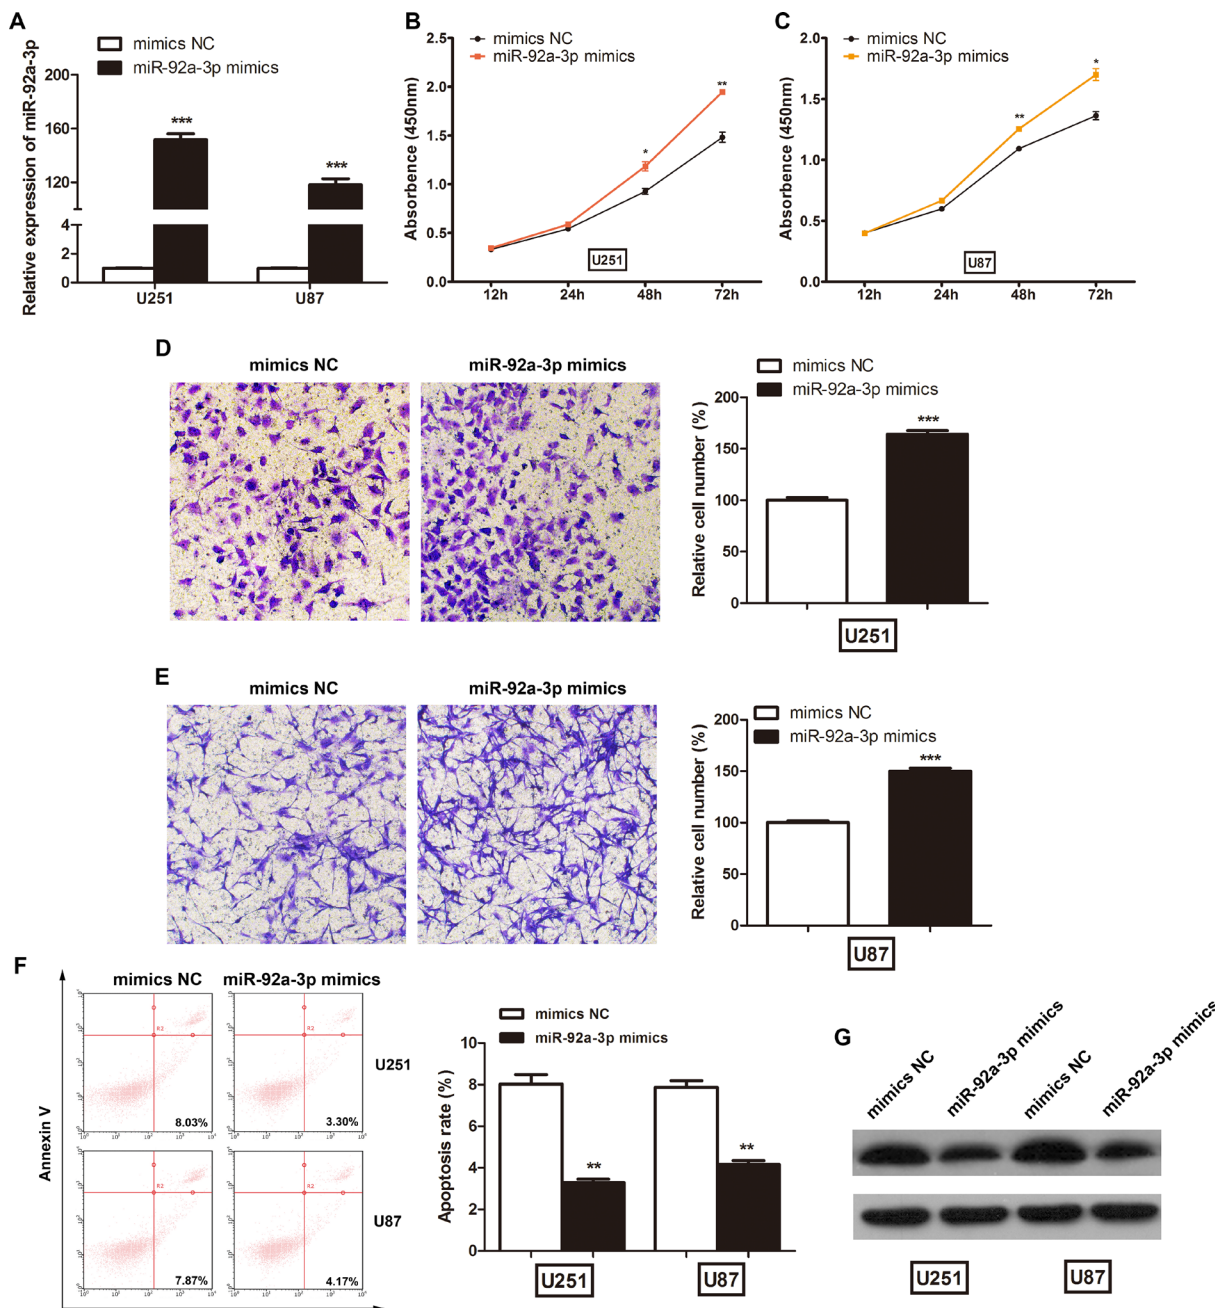 A
mimics NC
miR-92a-3p mimics
Relative expression of miR-92a-3p
200
160
120
4
2
0
***
***
U251
U87
B
mimics NC
miR-92a-3p mimics
Absorbence (450nm)
2.5
2.0
1.5
1.0
0.5
0.0
*
**
U251
12h
24h
48h
72h
C
mimics NC
miR-92a-3p mimics
Absorbence (450nm)
2.0
1.5
1.0
0.5
0.0
**
*
U87
12h
24h
48h
72h
D
mimics NC
miR-92a-3p mimics
mimics NC
miR-92a-3p mimics
Relative cell number (%)
200
150
100
50
0
***
U251
E
mimics NC
miR-92a-3p mimics
mimics NC
miR-92a-3p mimics
Relative cell number (%)
200
150
100
50
0
***
U87
F
mimics NC
miR-92a-3p mimics
Annexin V
R2
8.03%
R2
3.30%
U251
R2
7.87%
R2
4.17%
U87
mimics NC
miR-92a-3p mimics
Apoptosis rate (%)
10
8
6
4
2
0
**
**
U251
U87
G
mimics NC
miR-92a-3p mimics
mimics NC
miR-92a-3p mimics
U251
U87